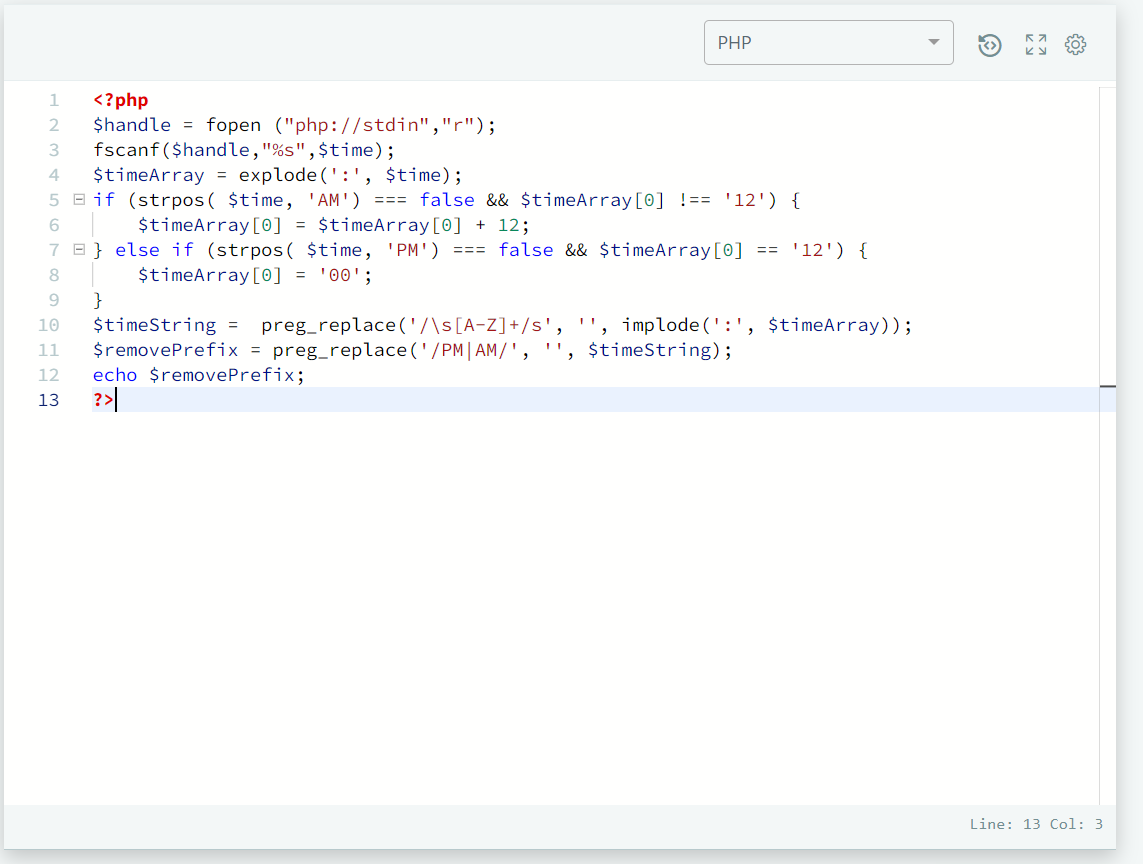 PHP
1 <?php
2 $handle = fopen ("php://stdin","r");
3 fscanf($handle,"%s",$time);
4 $timeArray = explode(':', $time);
5 if (strpos( $time, 'AM') === false && $timeArray[0] !== '12') {
6     $timeArray[0] = $timeArray[0] + 12;
7 } else if (strpos( $time, 'PM') === false && $timeArray[0] == '12') {
8     $timeArray[0] = '00';
9 }
10 $timeString =  preg_replace('/\s[A-Z]+/s', '', implode(':', $timeArray));
11 $removePrefix = preg_replace('/PM|AM/', '', $timeString);
12 echo $removePrefix;
13 ?>
Line: 13 Col: 3